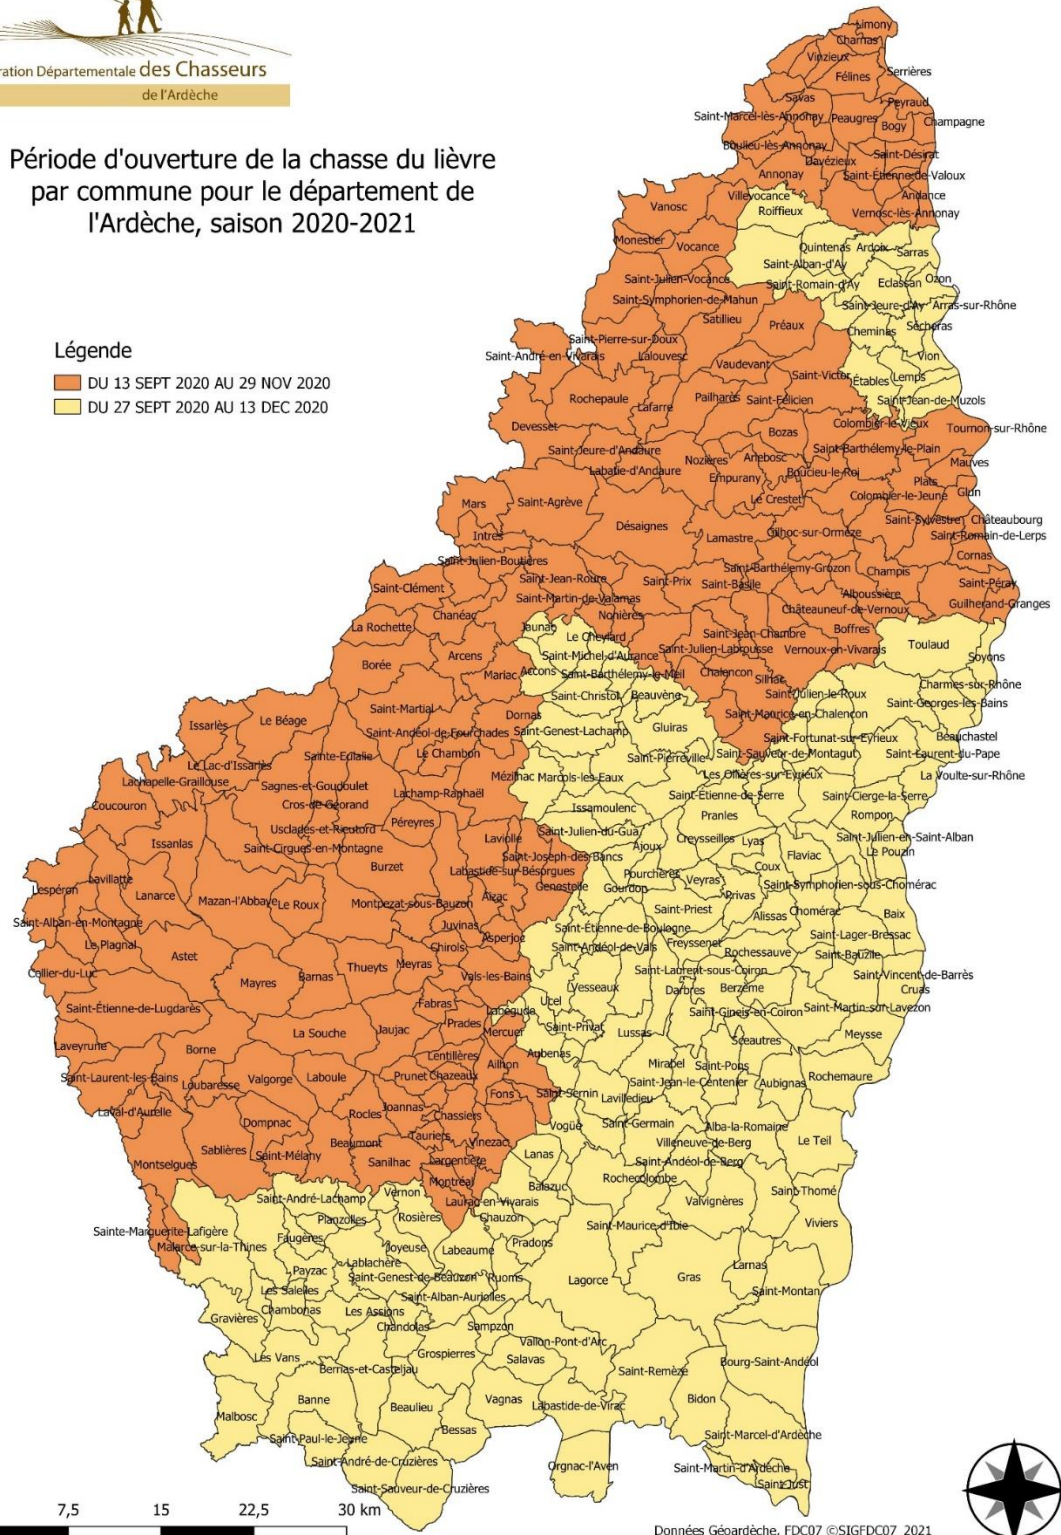 ration Départementale des Chasseurs
de l'Ardèche
Période d'ouverture de la chasse du lièvre
par commune pour le département de
l'Ardèche, saison 2020-2021
Légende
DU 13 SEPT 2020 AU 29 NOV 2020
DU 27 SEPT 2020 AU 13 DEC 2020
Limony
Charnas
Vinzieux
Félines
Serrières
Savas
Peyraud
Saint-Marcel-lès-Annonay
Peaugres
Bogy
Champagne
Boulieu-lès-Annonay
Davézieux
Saint-Désirat
Annonay
Saint-Étienne-de-Valoux
Villevocance
Andance
Vanosc
Roiffieux
Vernosc-lès-Annonay
Monestier
Vocance
Quintenas
Ardoix
Sarras
Saint-Alban-d'Ay
Saint-Julien-Vocance
Saint-Romain-d'Ay
Eclassan
Ozon
Saint-Symphorien-de-Mahun
Saint-Jeure-d'Ay
Arras-sur-Rhône
Satillieu
Préaux
Cheminas
Sécheras
Saint-Pierre-sur-Doux
Saint-André-en-Vivarais
Lalouvesc
Vaudevant
Vion
Saint-Victor
Étables
Lemps
Rochepaule
Lafarre
Pailharès
Saint-Félicien
Saint-Jean-de-Muzols
Devesset
Bozas
Colombier-le-Vieux
Tournon-sur-Rhône
Saint-Jeure-d'Andaure
Nozières
Arlebosc
Saint-Barthélemy-le-Plain
Mauves
Labatie-d'Andaure
Empurany
Boucieu-le-Roi
Plats
Glun
Mars
Saint-Agrève
Le Crestet
Colombier-le-Jeune
Désaignes
Saint-Sylvestre
Châteaubourg
Intres
Lamastre
Gilhoc-sur-Ormèze
Saint-Romain-de-Lerps
Saint-Julien-Boutières
Cornas
Saint-Clément
Saint-Jean-Roure
Saint-Prix
Saint-Basile
Saint-Barthélemy-Grozon
Champis
Saint-Péray
Saint-Martin-de-Valamas
Alboussière
Guilherand-Granges
Chanéac
Nonières
Châteauneuf-de-Vernoux
La Rochette
Jaunac
Le Cheylard
Saint-Jean-Chambre
Boffres
Toulaud
Borée
Arcens
Saint-Michel-d'Aurance
Saint-Julien-Labrousse
Vernoux-en-Vivarais
Soyons
Mariac
Accons
Saint-Barthélemy-le-Meil
Chalencon
Silhac
Charmes-sur-Rhône
Saint-Christol
Beauvène
Saint-Julien-le-Roux
Saint-Georges-les-Bains
Saint-Martial
Dornas
Saint-Maurice-en-Chalencon
Issarlès
Le Béage
Saint-Andéol-de-Fourchades
Saint-Genest-Lachamp
Gluiras
Saint-Fortunat-sur-Eyrieux
Beauchastel
Sainte-Eulalie
Le Chambon
Saint-Pierreville
Saint-Sauveur-de-Montagut
Saint-Laurent-du-Pape
Le Lac-d'Issarlès
Mézilhac
Marcols-les-Eaux
Les Ollières-sur-Eyrieux
La Voulte-sur-Rhône
Lachapelle-Graillouse
Sagnes-et-Goudoulet
Lachamp-Raphaël
Saint-Étienne-de-Serre
Saint-Cierge-la-Serre
Coucouron
Cros-de-Géorand
Issamoulenc
Pranles
Rompon
Usclades-et-Rieutord
Péreyres
Laviolle
Saint-Julien-du-Gua
Creysseilles
Lyas
Saint-Julien-en-Saint-Alban
Issanlas
Saint-Cirgues-en-Montagne
Ajoux
Flaviac
Le Pouzin
Burzet
Saint-Joseph-des-Bancs
Coux
Labastide-sur-Bésorgues
Pourchères
Veyras
Lespéron
Lavillatte
Genestelle
Gourdon
Privas
Saint-Symphorien-sous-Chomérac
Lanarce
Mazan-l'Abbaye
Le Roux
Montpezat-sous-Bauzon
Aizac
Saint-Priest
Alissas
Chomérac
Baix
Saint-Alban-en-Montagne
Juvinas
Saint-Étienne-de-Boulogne
Saint-Lager-Bressac
Le Plagnal
Astet
Chirols
Asperjoc
Saint-Andéol-de-Vals
Freyssenet
Rochessauve
Saint-Bauzile
Cellier-du-Luc
Mayres
Barnas
Thueyts
Meyras
Vals-les-Bains
Saint-Laurent-sous-Coiron
Saint-Vincent-de-Barrès
Vesseaux
Darbres
Berzème
Cruas
Saint-Étienne-de-Lugdarès
Fabras
Labégude
Ucel
Saint-Gineis-en-Coiron
Saint-Martin-sur-Lavezon
La Souche
Jaujac
Prades
Mercuer
Saint-Privat
Lussas
Sceautres
Meysse
Laveyrune
Borne
Lentillères
Ailhon
Aubenas
Mirabel
Saint-Pons
Rochemaure
Saint-Laurent-les-Bains
Loubaresse
Valgorge
Laboule
Prunet
Chazeaux
Saint-Jean-le-Centenier
Aubignas
Fons
Saint-Sernin
Lavilledieu
Laval-d'Aurelle
Rocles
Joannas
Chassiers
Dompnac
Vogüé
Saint-Germain
Alba-la-Romaine
Beaumont
Tauriers
Vinezac
Villeneuve-de-Berg
Le Teil
Sablières
Saint-Mélany
Lanas
Montselgues
Sanilhac
Largentière
Saint-Andéol-de-Berg
Montréal
Balazuc
Rochecolombe
Saint-Thomé
Saint-André-Lachamp
Vernon
Laurac-en-Vivarais
Valvignères
Planzolles
Rosières
Chauzon
Saint-Maurice-d'Ibie
Viviers
Sainte-Marguerite-Lafigère
Faugères
Pradons
Malarce-sur-la-Thines
Joyeuse
Labeaume
Lablachère
Larnas
Payzac
Saint-Genest-de-Beauzon
Ruoms
Lagorce
Gras
Les Salelles
Saint-Alban-Auriolles
Saint-Montan
Chambonas
Les Assions
Gravières
Chandolas
Sampzon
Vallon-Pont-d'Arc
Grospierres
Salavas
Les Vans
Berrias-et-Casteljau
Saint-Remèze
Bourg-Saint-Andéol
Banne
Beaulieu
Vagnas
Labastide-de-Virac
Bidon
Malbosc
Bessas
Saint-Paul-le-Jeune
Saint-Marcel-d'Ardèche
Saint-André-de-Cruzières
Orgnac-l'Aven
Saint-Martin-d'Ardèche
Saint-Sauveur-de-Cruzières
Saint-Just
7,5 15 22,5 30 km
Données Géoardèche, FDC07 ©SIGFDC07_2021